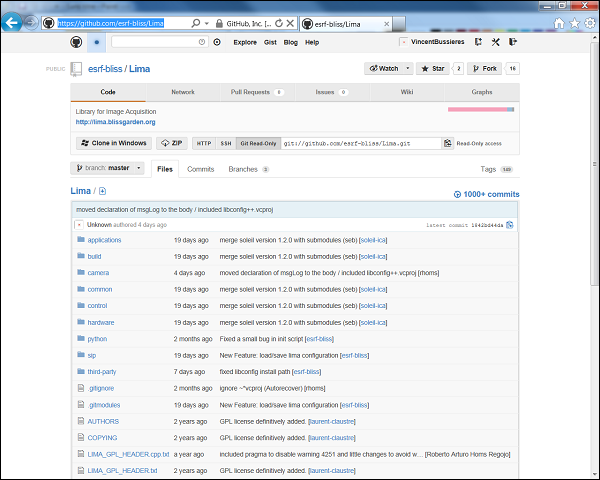 https://github.com/esrf-bliss/Lima
GitHub, Inc. [...
esrf-bliss/Lima
Explore Gist Blog Help
VincentBussieres
PUBLIC
esrf-bliss / Lima
Watch
Star 2
Fork 16
Code Network Pull Requests 0 Issues 0 Wiki Graphs
Library for Image Acquisition
http://lima.blissgarden.org
Clone in Windows ZIP HTTP SSH Git Read-Only git://github.com/esrf-bliss/Lima.git Read-Only access
branch: master Files Commits Branches Tags
Lima /
1000+ commits
moved declaration of msgLog to the body / included libconfig++.vcproj
Unknown authored 4 days ago
latest commit 1842bd44da
applications 19 days ago merge soleil version 1.2.0 with submodules (seb) [soleil-ica]
build 19 days ago merge soleil version 1.2.0 with submodules (seb) [soleil-ica]
camera 4 days ago moved declaration of msgLog to the body / included libconfig++.vcproj [rhoms]
common 19 days ago merge soleil version 1.2.0 with submodules (seb) [soleil-ica]
control 19 days ago merge soleil version 1.2.0 with submodules (seb) [soleil-ica]
hardware 19 days ago merge soleil version 1.2.0 with submodules (seb) [soleil-ica]
python 2 months ago Fixed a small bug in init script [esrf-bliss]
sip 19 days ago New Feature: load/save lima configuration [esrf-bliss]
third-party 7 days ago fixed libconfig install path [esrf-bliss]
.gitignore 2 months ago ignore ~*vcproj (Autorecover) [rhoms]
.gitmodules 19 days ago New Feature: load/save lima configuration [esrf-bliss]
AUTHORS 2 years ago GPL license definitively added. [laurent-claustre]
COPYING 2 years ago GPL license definitively added. [laurent-claustre]
LIMA_GPL_HEADER.cpp.txt a year ago included pragma to disable warning 4251 and little changes to avoid w... [Roberto Arturo Homs Regojo]
LIMA_GPL_HEADER.txt 2 years ago GPL license definitively added. [laurent-claustre]